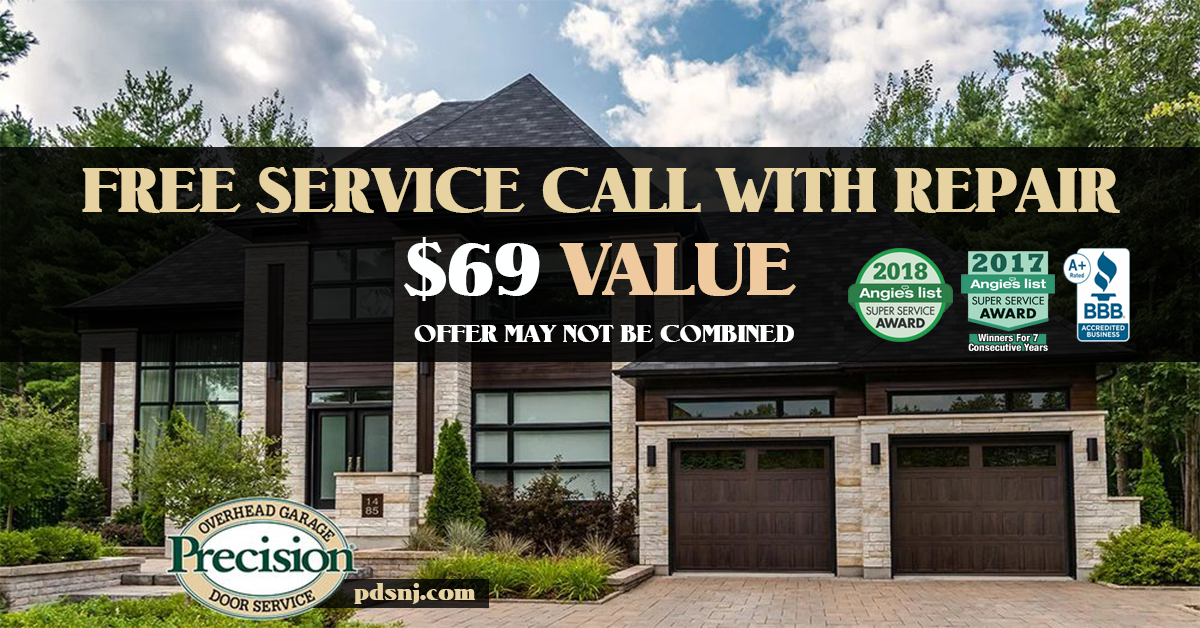 FREE SERVICE CALL WITH REPAIR
$69 VALUE
OFFER MAY NOT BE COMBINED
2018
Angie's list
SUPER SERVICE
AWARD
2017
Angie's list
SUPER SERVICE
AWARD
Winners For 7
Consecutive Years
A+
Rated
BBB
ACCREDITED
BUSINESS
14
85
OVERHEAD GARAGE
Precision
DOOR SERVICE
pdsnj.com